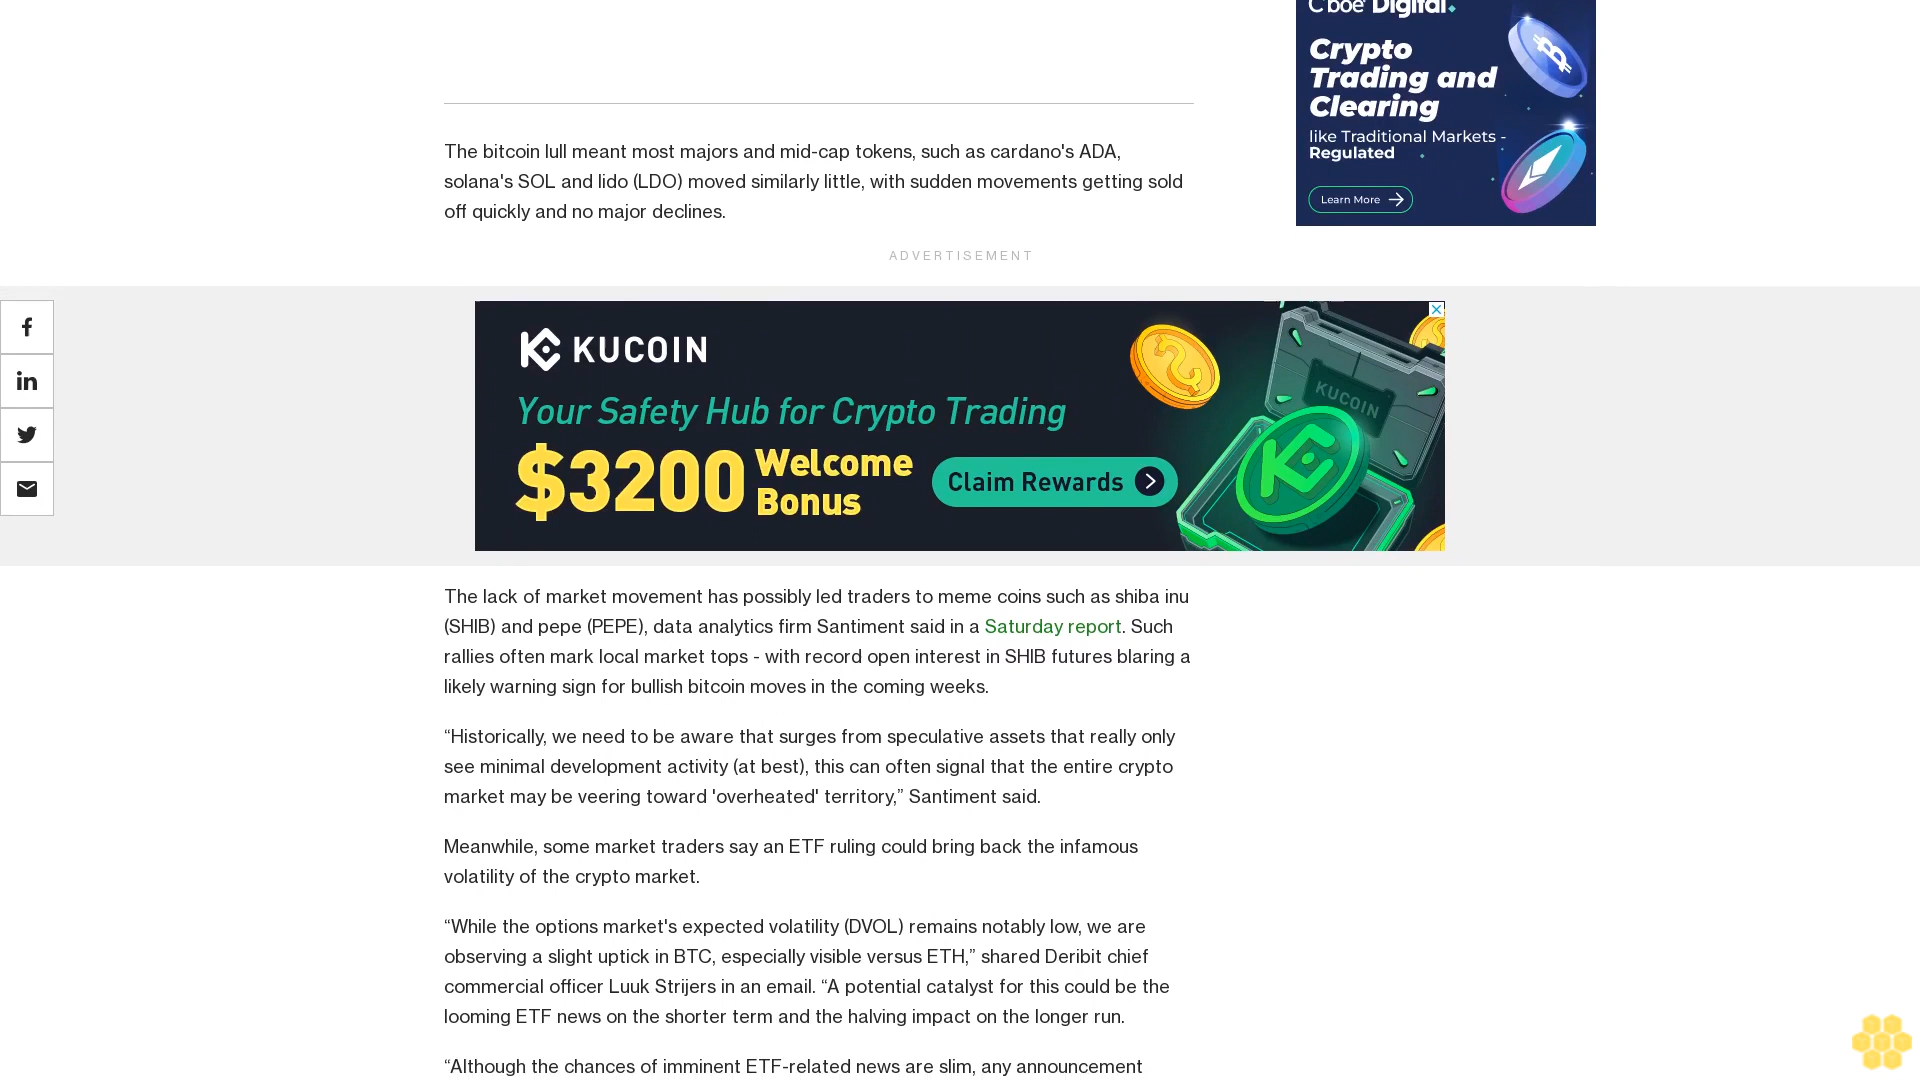 Cboe Digital
Crypto
Trading and
Clearing
like Traditional Markets -
Regulated
Learn More
The bitcoin lull meant most majors and mid-cap tokens, such as cardano's ADA,
solana's SOL and lido (LDO) moved similarly little, with sudden movements getting sold
off quickly and no major declines.
ADVERTISEMENT
KUCOIN
Your Safety Hub for Crypto Trading
$3200 Welcome
Bonus
Claim Rewards
KUCOIN
The lack of market movement has possibly led traders to meme coins such as shiba inu
(SHIB) and pepe (PEPE), data analytics firm Santiment said in a Saturday report. Such
rallies often mark local market tops - with record open interest in SHIB futures blaring a
likely warning sign for bullish bitcoin moves in the coming weeks.
“Historically, we need to be aware that surges from speculative assets that really only
see minimal development activity (at best), this can often signal that the entire crypto
market may be veering toward 'overheated' territory,” Santiment said.
Meanwhile, some market traders say an ETF ruling could bring back the infamous
volatility of the crypto market.
“While the options market's expected volatility (DVOL) remains notably low, we are
observing a slight uptick in BTC, especially visible versus ETH,” shared Deribit chief
commercial officer Luuk Strijers in an email. “A potential catalyst for this could be the
looming ETF news on the shorter term and the halving impact on the longer run.
“Although the chances of imminent ETF-related news are slim, any announcement